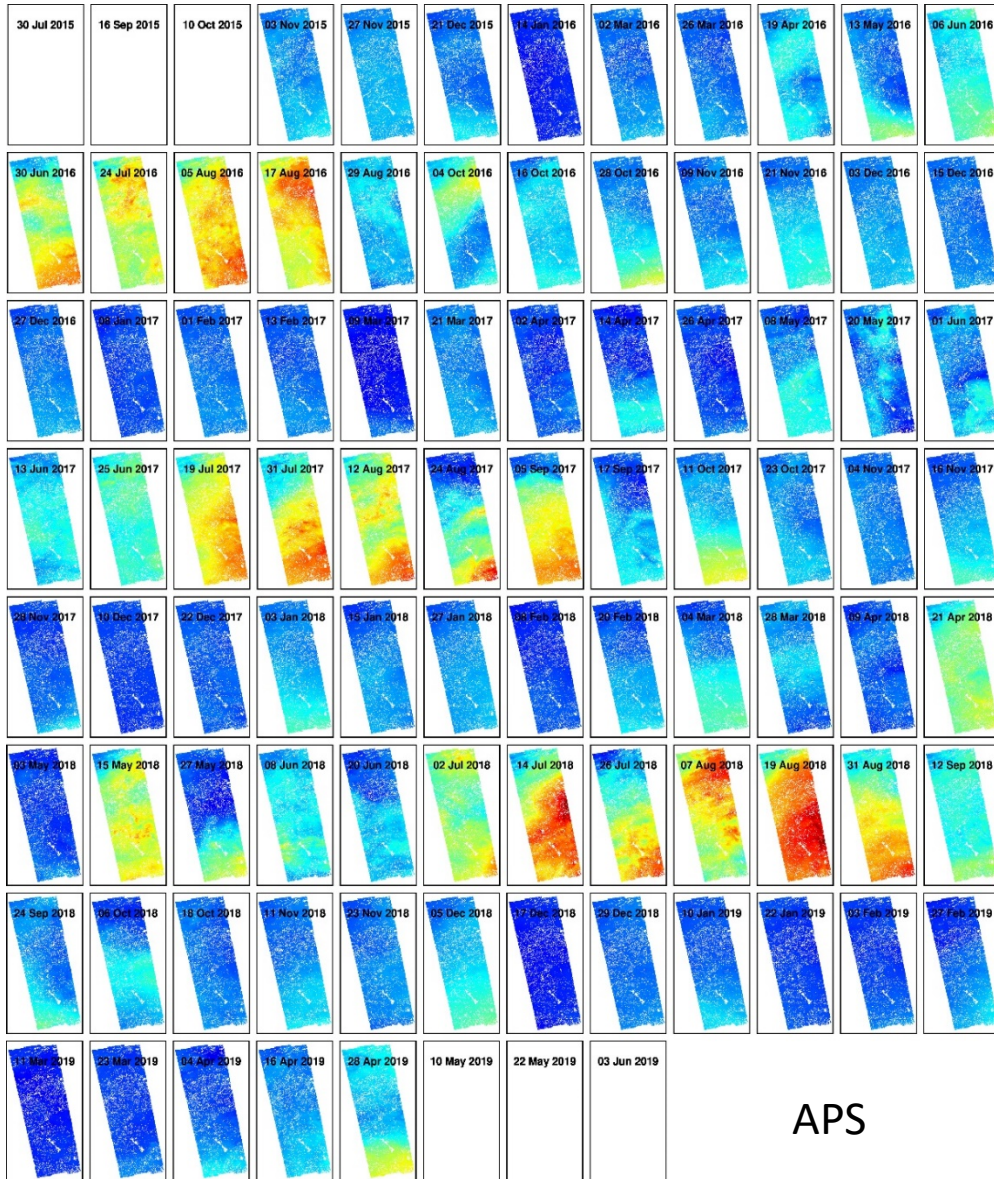 30 Jul 2015 16 Sep 2015 10 Oct 2015 03 Nov 2015 27 Nov 2015 21 Dec 2015 14 Jan 2016 02 Mar 2016 26 Mar 2016 19 Apr 2016 13 May 2016 06 Jun 2016
30 Jun 2016 24 Jul 2016 05 Aug 2016 17 Aug 2016 29 Aug 2016 04 Oct 2016 16 Oct 2016 28 Oct 2016 09 Nov 2016 21 Nov 2016 03 Dec 2016 15 Dec 2016
27 Dec 2016 08 Jan 2017 01 Feb 2017 13 Feb 2017 09 Mar 2017 21 Mar 2017 02 Apr 2017 14 Apr 2017 26 Apr 2017 08 May 2017 20 May 2017 01 Jun 2017
13 Jun 2017 25 Jun 2017 19 Jul 2017 31 Jul 2017 12 Aug 2017 24 Aug 2017 05 Sep 2017 17 Sep 2017 11 Oct 2017 23 Oct 2017 04 Nov 2017 16 Nov 2017
28 Nov 2017 10 Dec 2017 22 Dec 2017 03 Jan 2018 15 Jan 2018 27 Jan 2018 08 Feb 2018 20 Feb 2018 04 Mar 2018 28 Mar 2018 09 Apr 2018 21 Apr 2018
03 May 2018 15 May 2018 27 May 2018 08 Jun 2018 20 Jun 2018 02 Jul 2018 14 Jul 2018 26 Jul 2018 07 Aug 2018 19 Aug 2018 31 Aug 2018 12 Sep 2018
24 Sep 2018 06 Oct 2018 18 Oct 2018 11 Nov 2018 23 Nov 2018 05 Dec 2018 17 Dec 2018 29 Dec 2018 10 Jan 2019 22 Jan 2019 03 Feb 2019 27 Feb 2019
11 Mar 2019 23 Mar 2019 04 Apr 2019 16 Apr 2019 28 Apr 2019 10 May 2019 22 May 2019 03 Jun 2019
APS